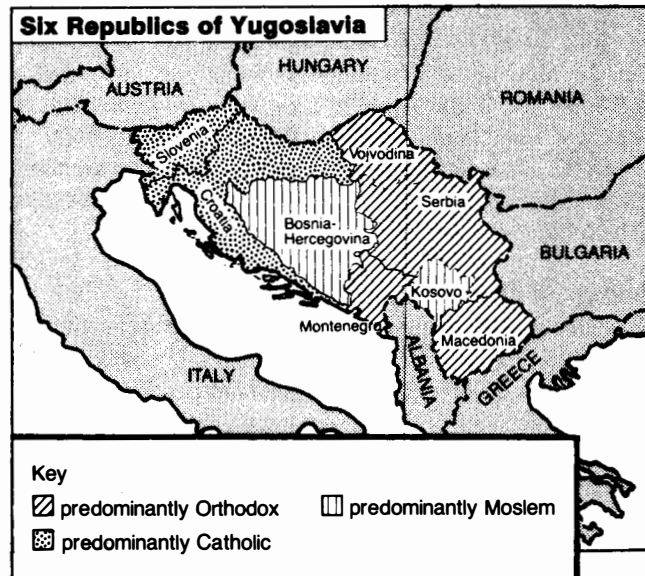 Six Republics of Yugoslavia
HUNGARY
AUSTRIA
ROMANIA
Slovenia
Vojvodina
Croatia
Serbia
Bosnia-
Hercegovina
BULGARIA
Kosovo
Montenegro
Macedonia
ALBANIA
GREECE
ITALY
Key
predominantly Orthodox
predominantly Moslem
predominantly Catholic